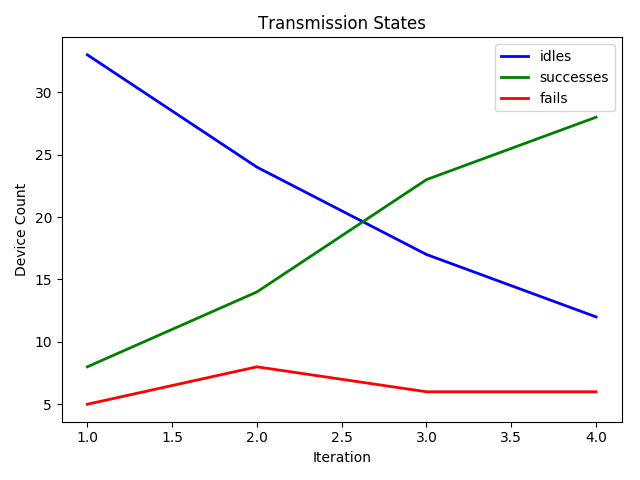 Transmission States
idles
successes
fails
Device Count
30
25
20
15
10
5
1.0 1.5 2.0 2.5 3.0 3.5 4.0
Iteration